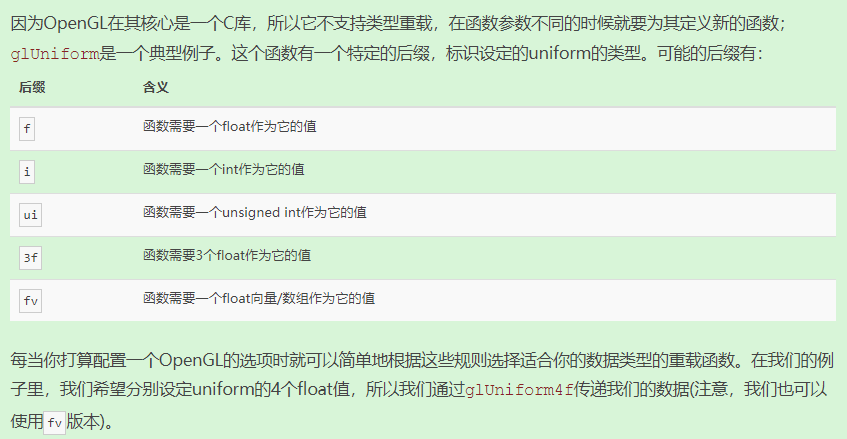 因为OpenGL在其核心是一个C库，所以它不支持类型重载，在函数参数不同的时候就要为其定义新的函数；
glUniform是一个典型例子。这个函数有一个特定的后缀，标识设定的uniform的类型。可能的后缀有：
后缀 含义
f 函数需要一个float作为它的值
i 函数需要一个int作为它的值
ui 函数需要一个unsigned int作为它的值
3f 函数需要3个float作为它的值
fv 函数需要一个float向量/数组作为它的值
每当你打算配置一个OpenGL的选项时就可以简单地根据这些规则选择适合你的数据类型的重载函数。在我们的例
子里，我们希望分别设定uniform的4个float值，所以我们通过glUniform4f传递我们的数据(注意，我们也可以
使用fv版本)。